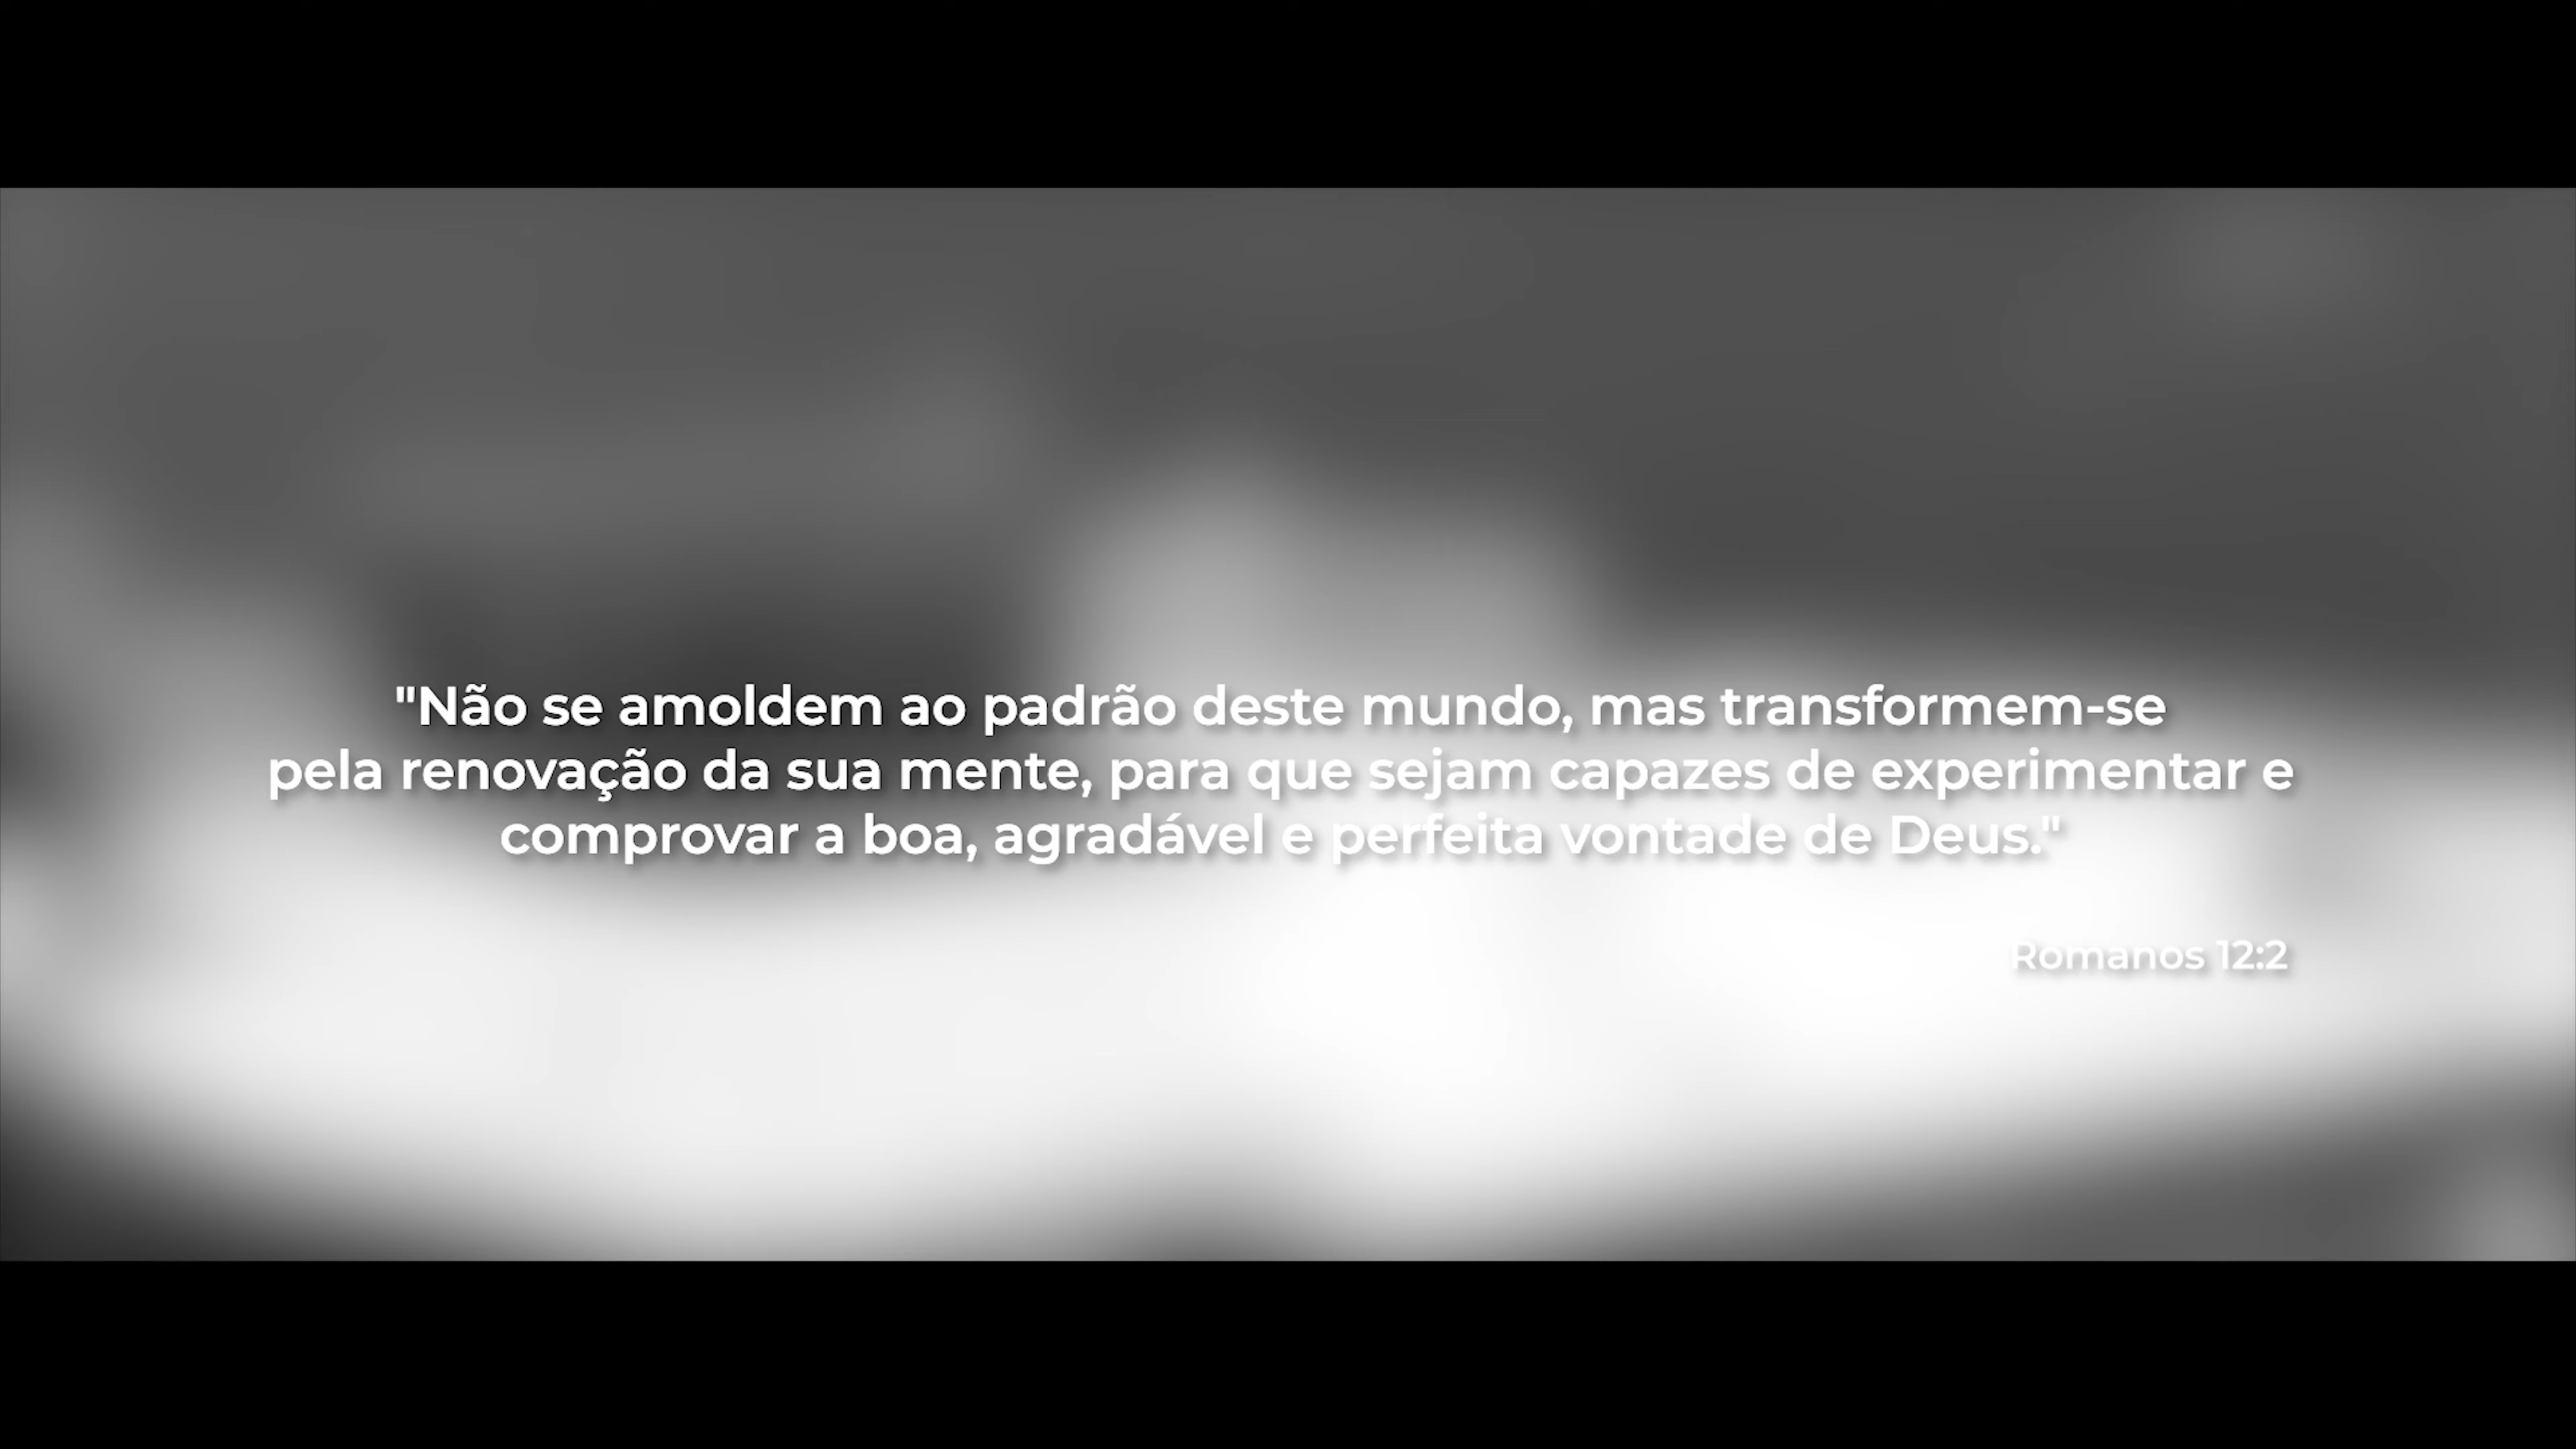 "Não se amoldem ao padrão deste mundo, mas transformem-se
pela renovação da sua mente, para que sejam capazes de experimentar e
comprovar a boa, agradável e perfeita vontade de Deus."
Romanos 12:2